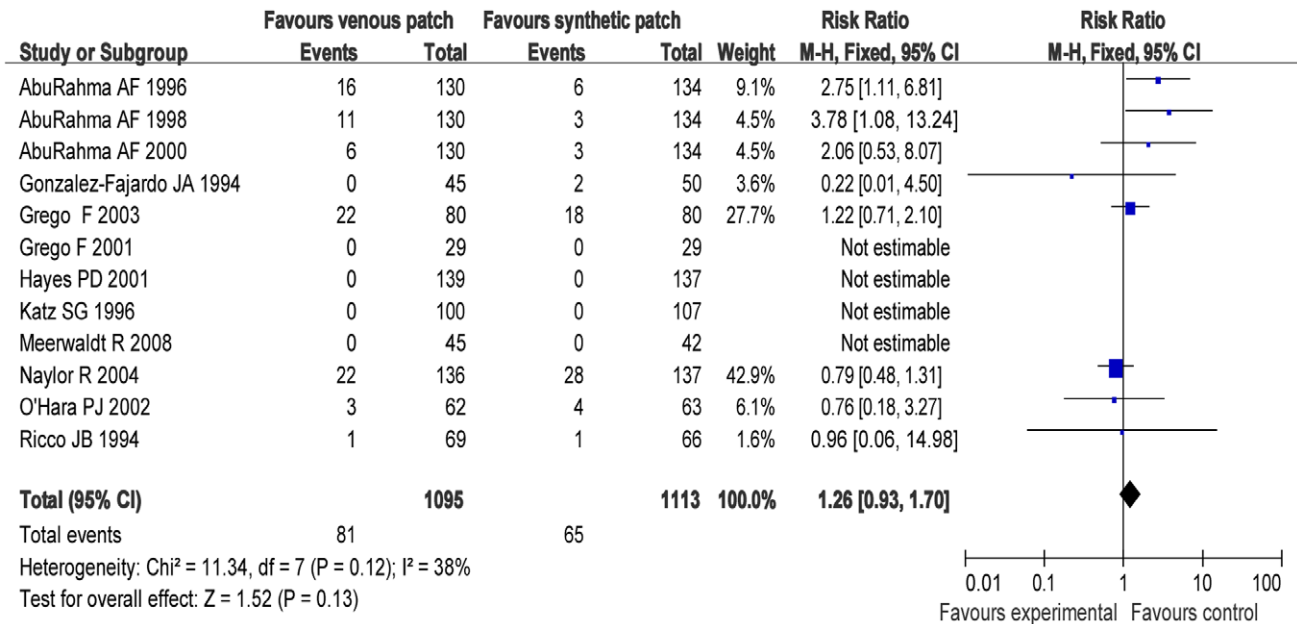 Favours venous patch Favours synthetic patch Risk Ratio Risk Ratio
Study or Subgroup Events Total Events Total Weight M-H, Fixed, 95% CI M-H, Fixed, 95% CI
AbuRahma AF 1996 16 130 6 134 9.1% 2.75 [1.11, 6.81]
AbuRahma AF 1998 11 130 3 134 4.5% 3.78 [1.08, 13.24]
AbuRahma AF 2000 6 130 3 134 4.5% 2.06 [0.53, 8.07]
Gonzalez-Fajardo JA 1994 0 45 2 50 3.6% 0.22 [0.01, 4.50]
Grego F 2003 22 80 18 80 27.7% 1.22 [0.71, 2.10]
Grego F 2001 0 29 0 29 Not estimable
Hayes PD 2001 0 139 0 137 Not estimable
Katz SG 1996 0 100 0 107 Not estimable
Meerwaldt R 2008 0 45 0 42 Not estimable
Naylor R 2004 22 136 28 137 42.9% 0.79 [0.48, 1.31]
O'Hara PJ 2002 3 62 4 63 6.1% 0.76 [0.18, 3.27]
Ricco JB 1994 1 69 1 66 1.6% 0.96 [0.06, 14.98]
Total (95% CI) 1095 1113 100.0% 1.26 [0.93, 1.70]
Total events 81 65
Heterogeneity: Chi² = 11.34, df = 7 (P = 0.12); I² = 38%
Test for overall effect: Z = 1.52 (P = 0.13)
0.01 0.1 1 10 100
Favours experimental Favours control